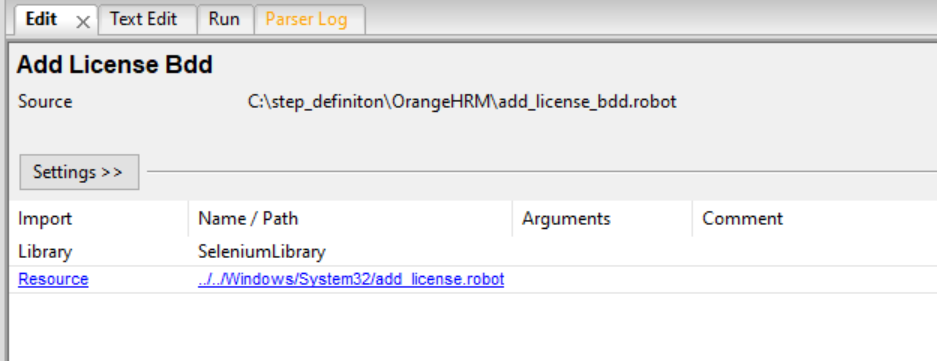 Edit × Text Edit Run Parser Log
Add License Bdd
Source C:\step_definiton\OrangeHRM\add_license_bdd.robot
Settings >>
Import Name / Path Arguments Comment
Library SeleniumLibrary
Resource ../../Windows/System32/add_license.robot